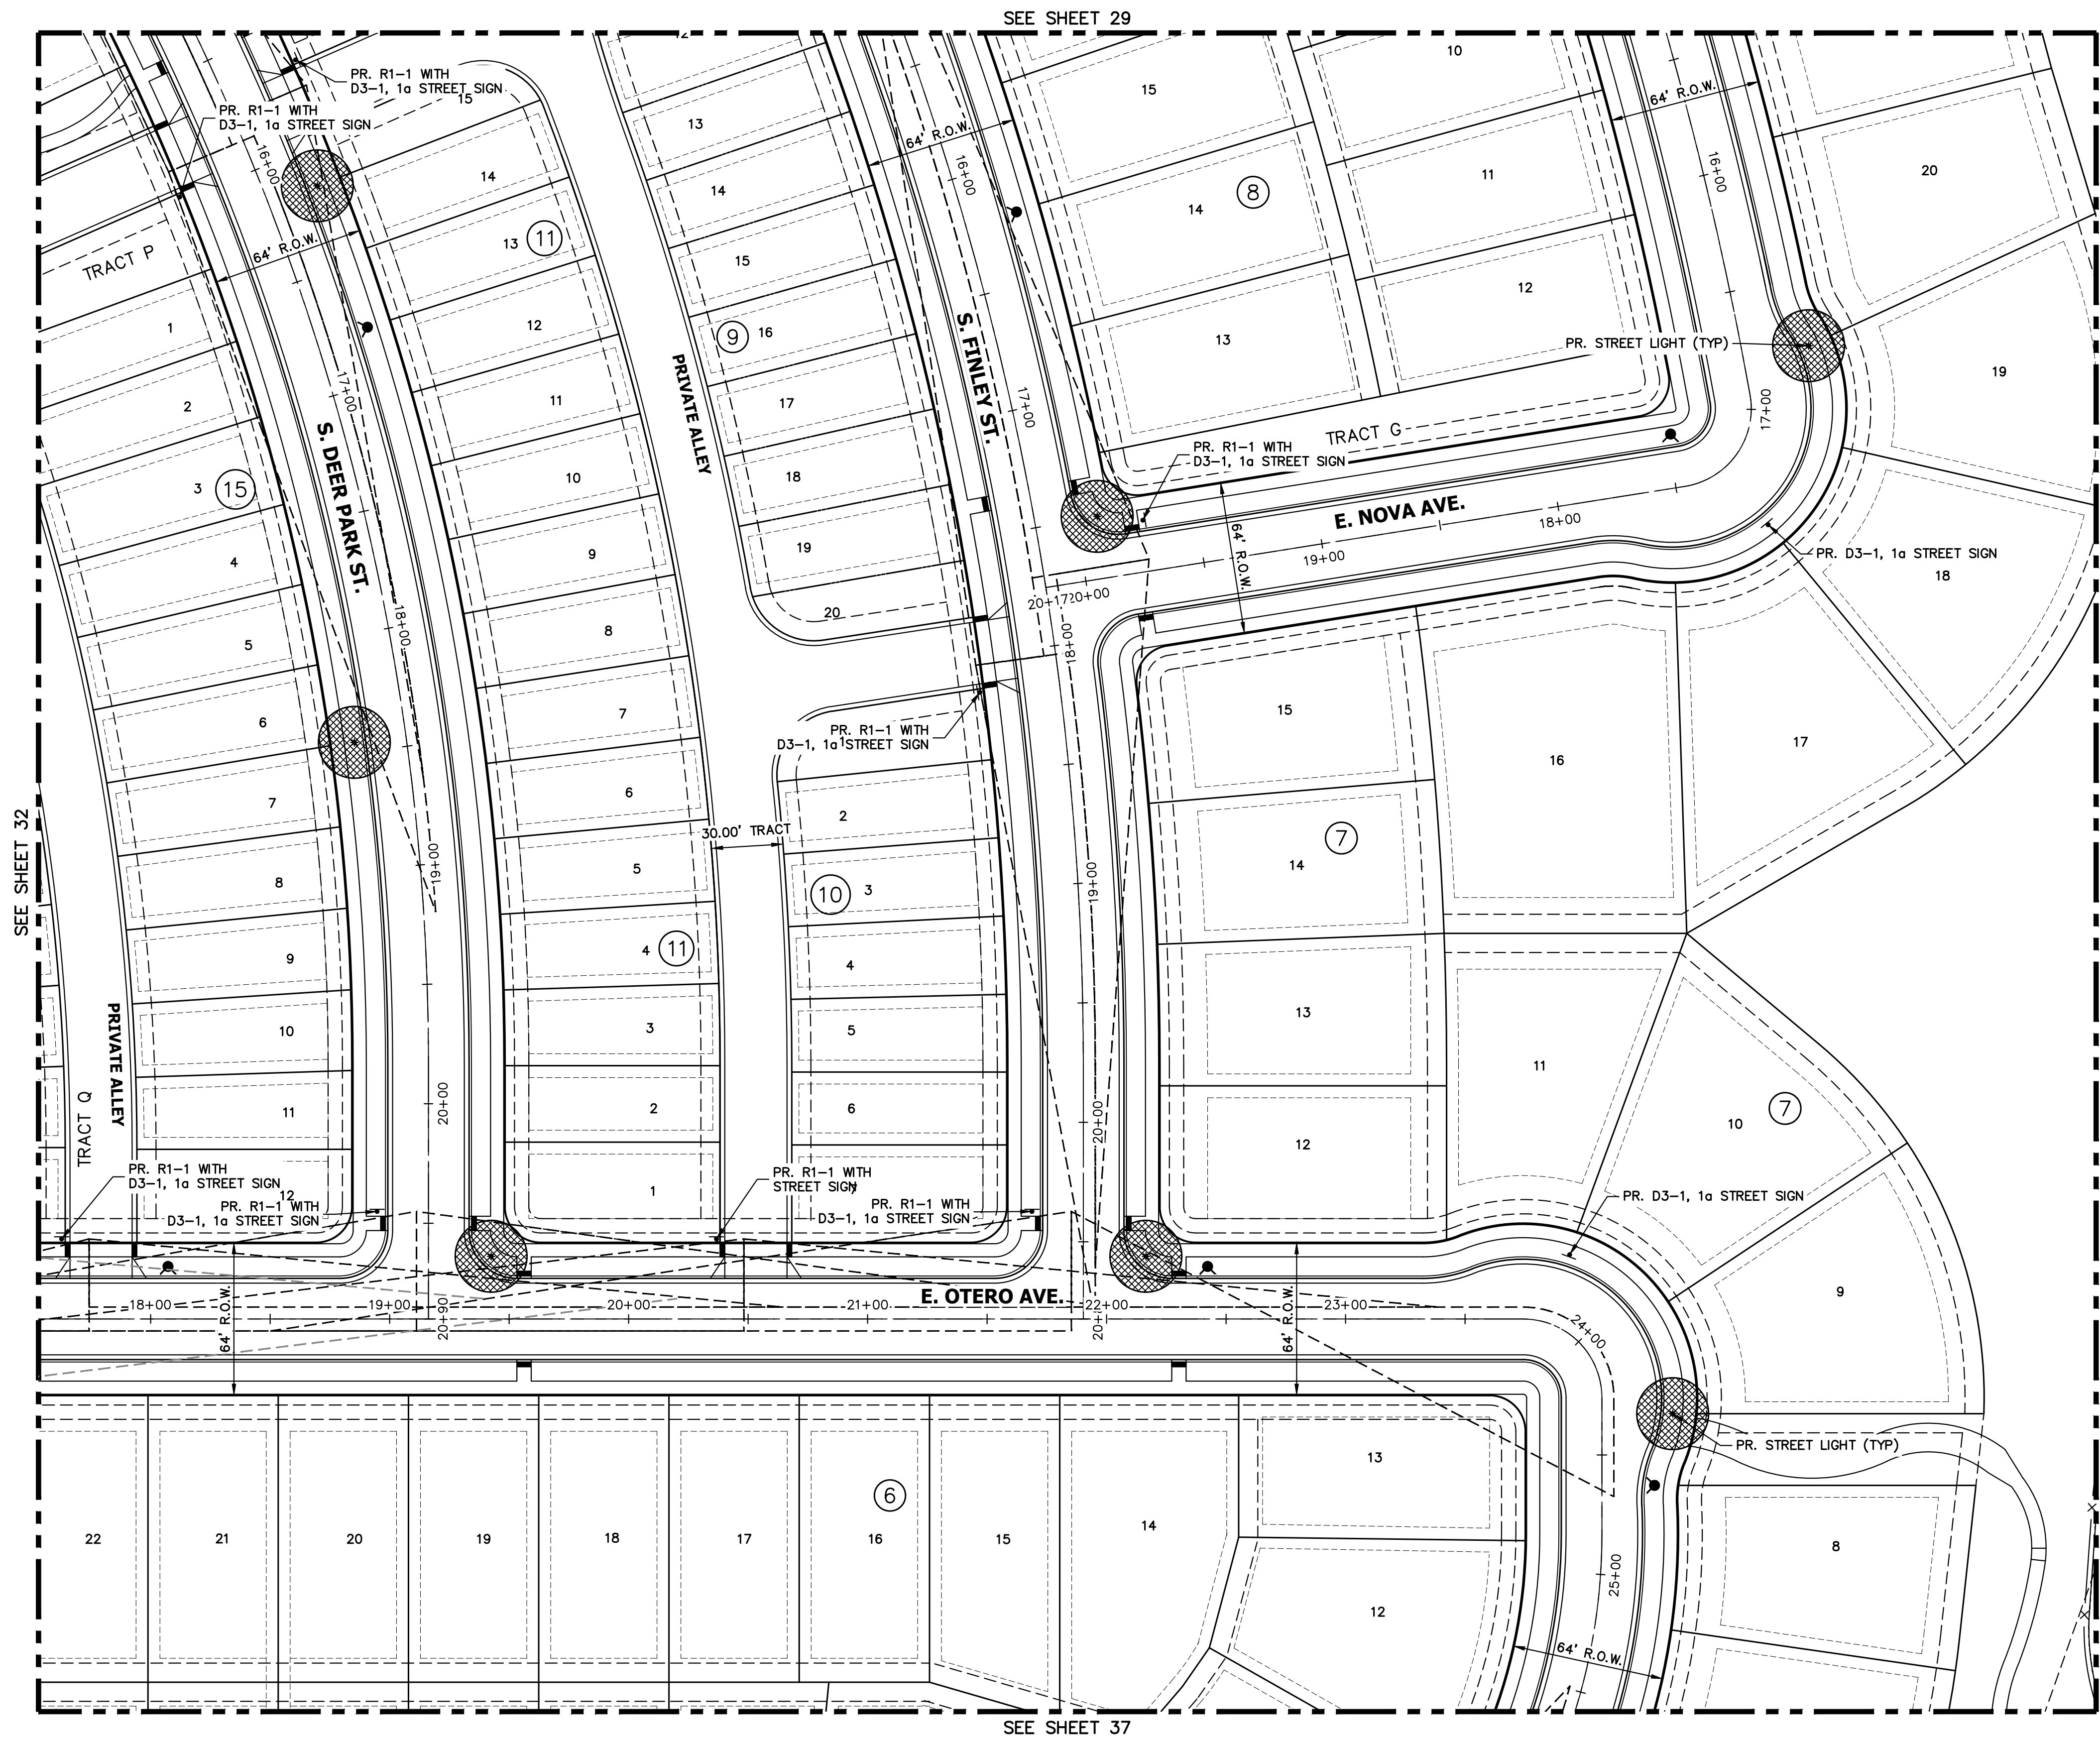 SEE SHEET 29
SEE SHEET 32
PR. R1-1 WITH
D3-1, 1a STREET SIGN
15
PR. R1-1 WITH
D3-1, 1a STREET SIGN
16+00
64' R.O.W.
TRACT P
1
2
3
15
4
5
6
7
8
9
10
11
12
S. DEER PARK ST.
17+00
18+00
19+00
20+00
20+90
PRIVATE ALLEY
TRACT Q
PR. R1-1 WITH
D3-1, 1a STREET SIGN
PR. R1-1 WITH
D3-1, 1a STREET SIGN
14
13
11
12
11
10
9
8
7
6
5
4
11
3
2
1
30.00' TRACT
PRIVATE ALLEY
13
14
15
9
16
17
18
19
20
PR. R1-1 WITH
D3-1, 1a STREET SIGN
1
2
10
3
4
5
6
7
PR. R1-1 WITH
STREET SIGN
PR. R1-1 WITH
D3-1, 1a STREET SIGN
64' R.O.W.
16+00
S. FINLEY ST.
17+00
18+00
19+00
20+00
15
10
14
8
11
13
12
TRACT G
64' R.O.W.
16+00
17+00
20
19
PR. STREET LIGHT (TYP)
PR. R1-1 WITH
D3-1, 1a STREET SIGN
E. NOVA AVE.
18+00
19+00
20+00
20+17
64' R.O.W.
PR. D3-1, 1a STREET SIGN
18
17
16
15
14
7
13
12
11
10
7
9
PR. D3-1, 1a STREET SIGN
18+00
19+00
20+00
21+00
E. OTERO AVE.
22+00
23+00
24+00
25+00
64' R.O.W.
64' R.O.W.
PR. STREET LIGHT (TYP)
22
21
20
19
18
17
16
6
15
14
13
12
8
64' R.O.W.
SEE SHEET 37